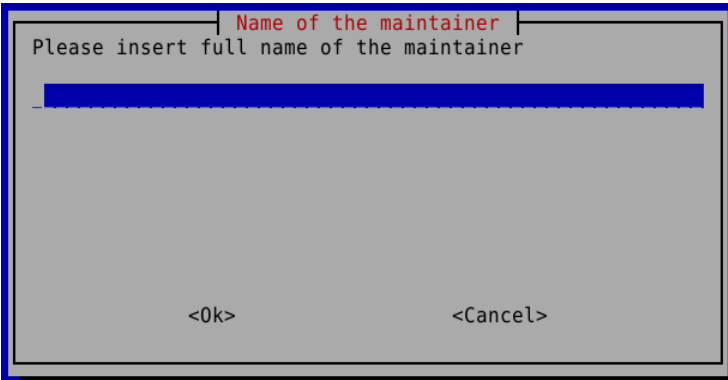 Name of the maintainer
Please insert full name of the maintainer
<Ok> <Cancel>